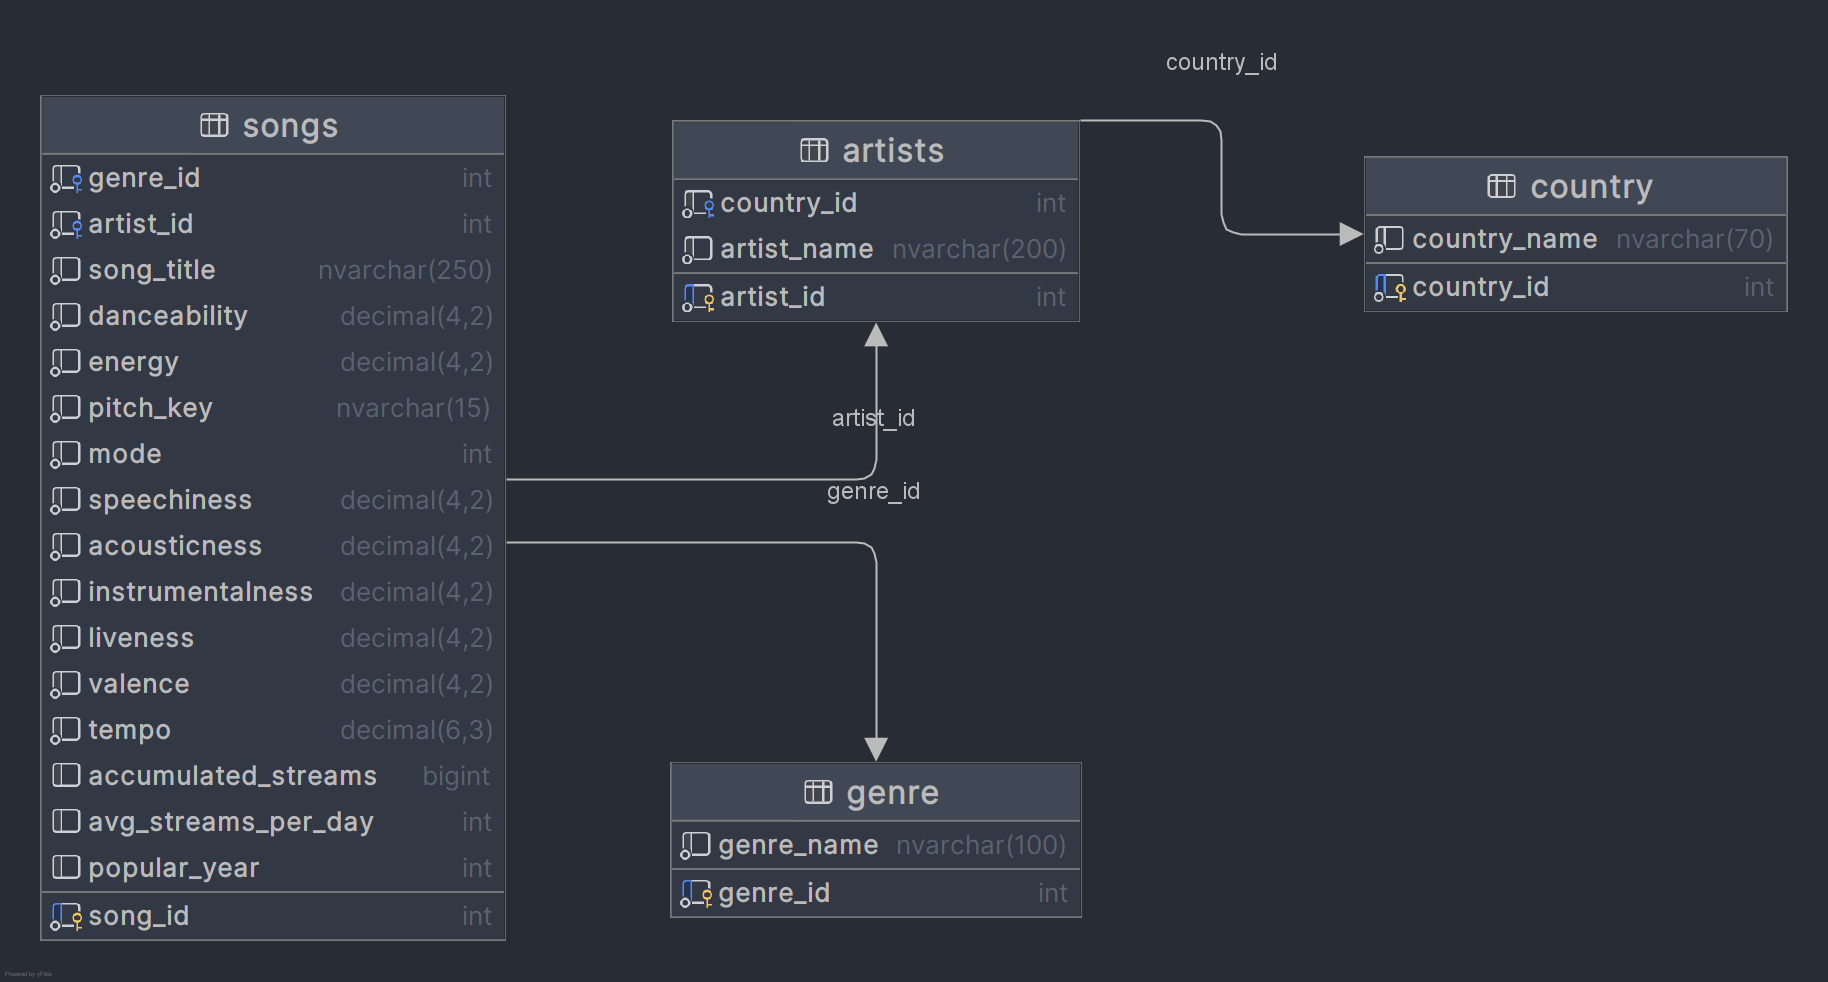 country_id
songs
genre_id int
artist_id int
song_title nvarchar(250)
danceability decimal(4,2)
energy decimal(4,2)
pitch_key nvarchar(15)
mode int
speechiness decimal(4,2)
acousticness decimal(4,2)
instrumentalness decimal(4,2)
liveness decimal(4,2)
valence decimal(4,2)
tempo decimal(6,3)
accumulated_streams bigint
avg_streams_per_day int
popular_year int
song_id int
artists
country_id int
artist_name nvarchar(200)
artist_id int
country
country_name nvarchar(70)
country_id int
artist_id
genre_id
genre
genre_name nvarchar(100)
genre_id int
Powered by yFiles